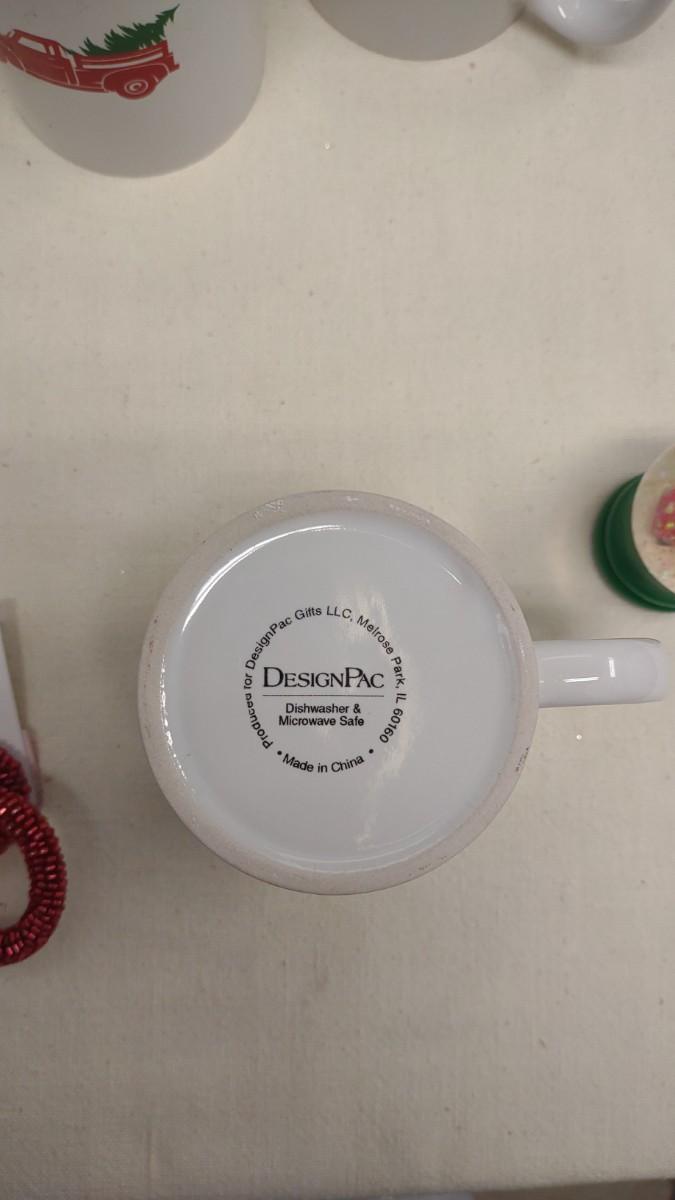 Produced for DesignPac Gifts LLC, Melrose Park, IL 60160
DESIGNPAC
Dishwasher &
Microwave Safe
• Made in China •